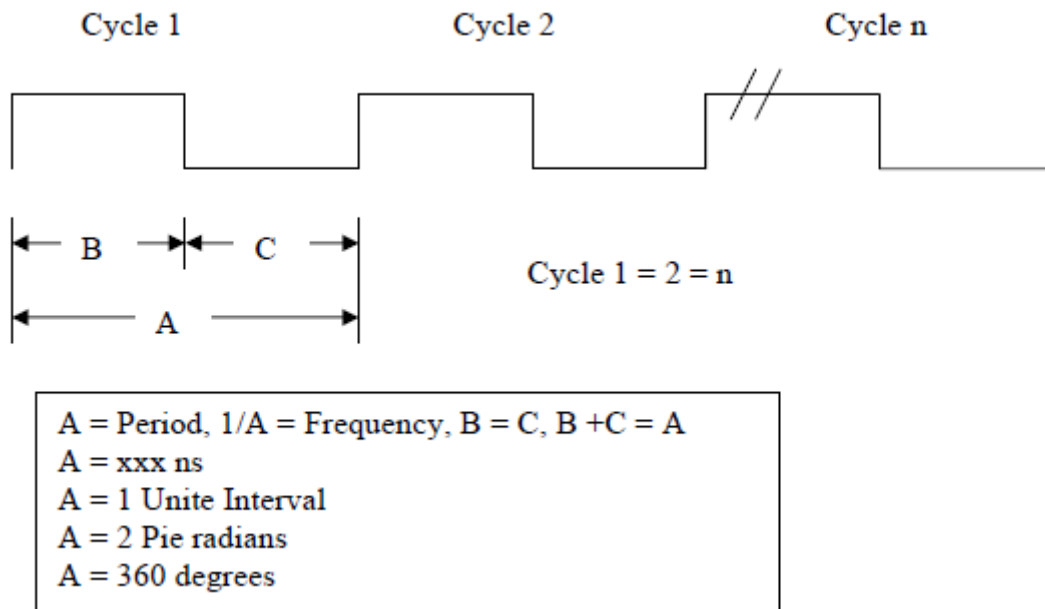 Cycle 1 Cycle 2 Cycle n
B C
Cycle 1 = 2 = n
A
A = Period, 1/A = Frequency, B = C, B +C = A
A = xxx ns
A = 1 Unite Interval
A = 2 Pie radians
A = 360 degrees